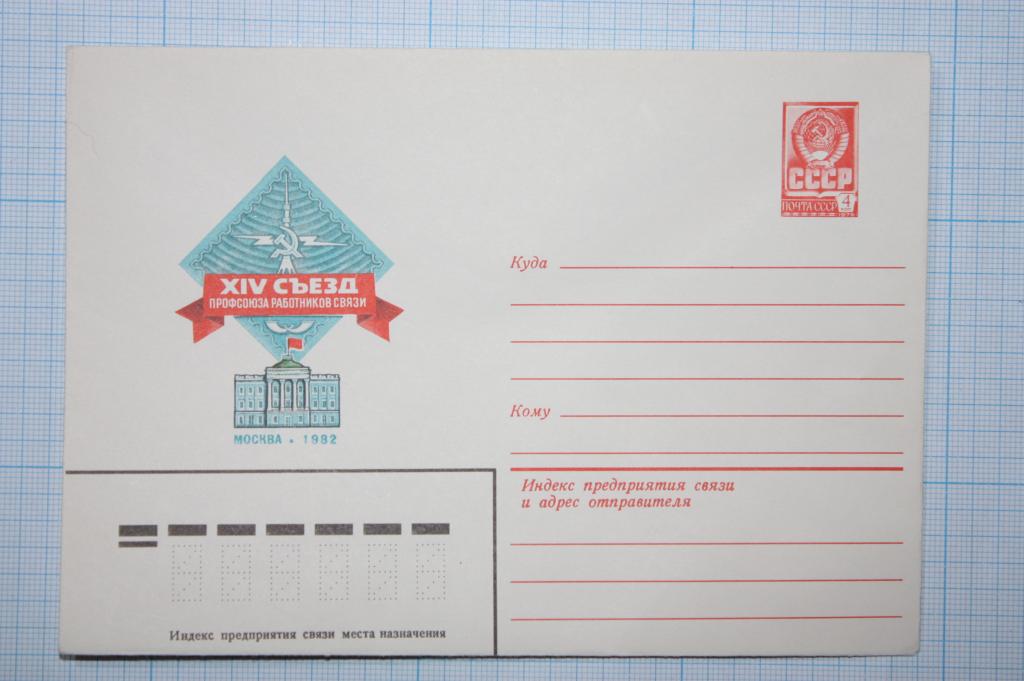 СССР
ПОЧТА СССР 4
XIV СЪЕЗД
ПРОФСОЮЗА РАБОТНИКОВ СВЯЗИ
МОСКВА • 1982
Куда
Кому
Индекс предприятия связи
и адрес отправителя
Индекс предприятия связи места назначения